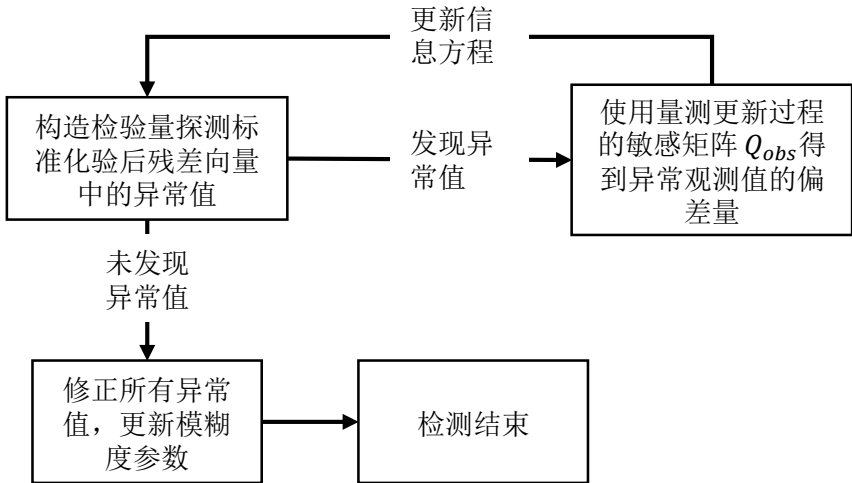 更新信
息方程
构造检验量探测标
准化验后残差向量
中的异常值
发现异
常值
使用量测更新过程
的敏感矩阵 Q_{obs} 得
到异常观测值的偏
差量
未发现
异常值
修正所有异常
值，更新模糊
度参数
检测结束